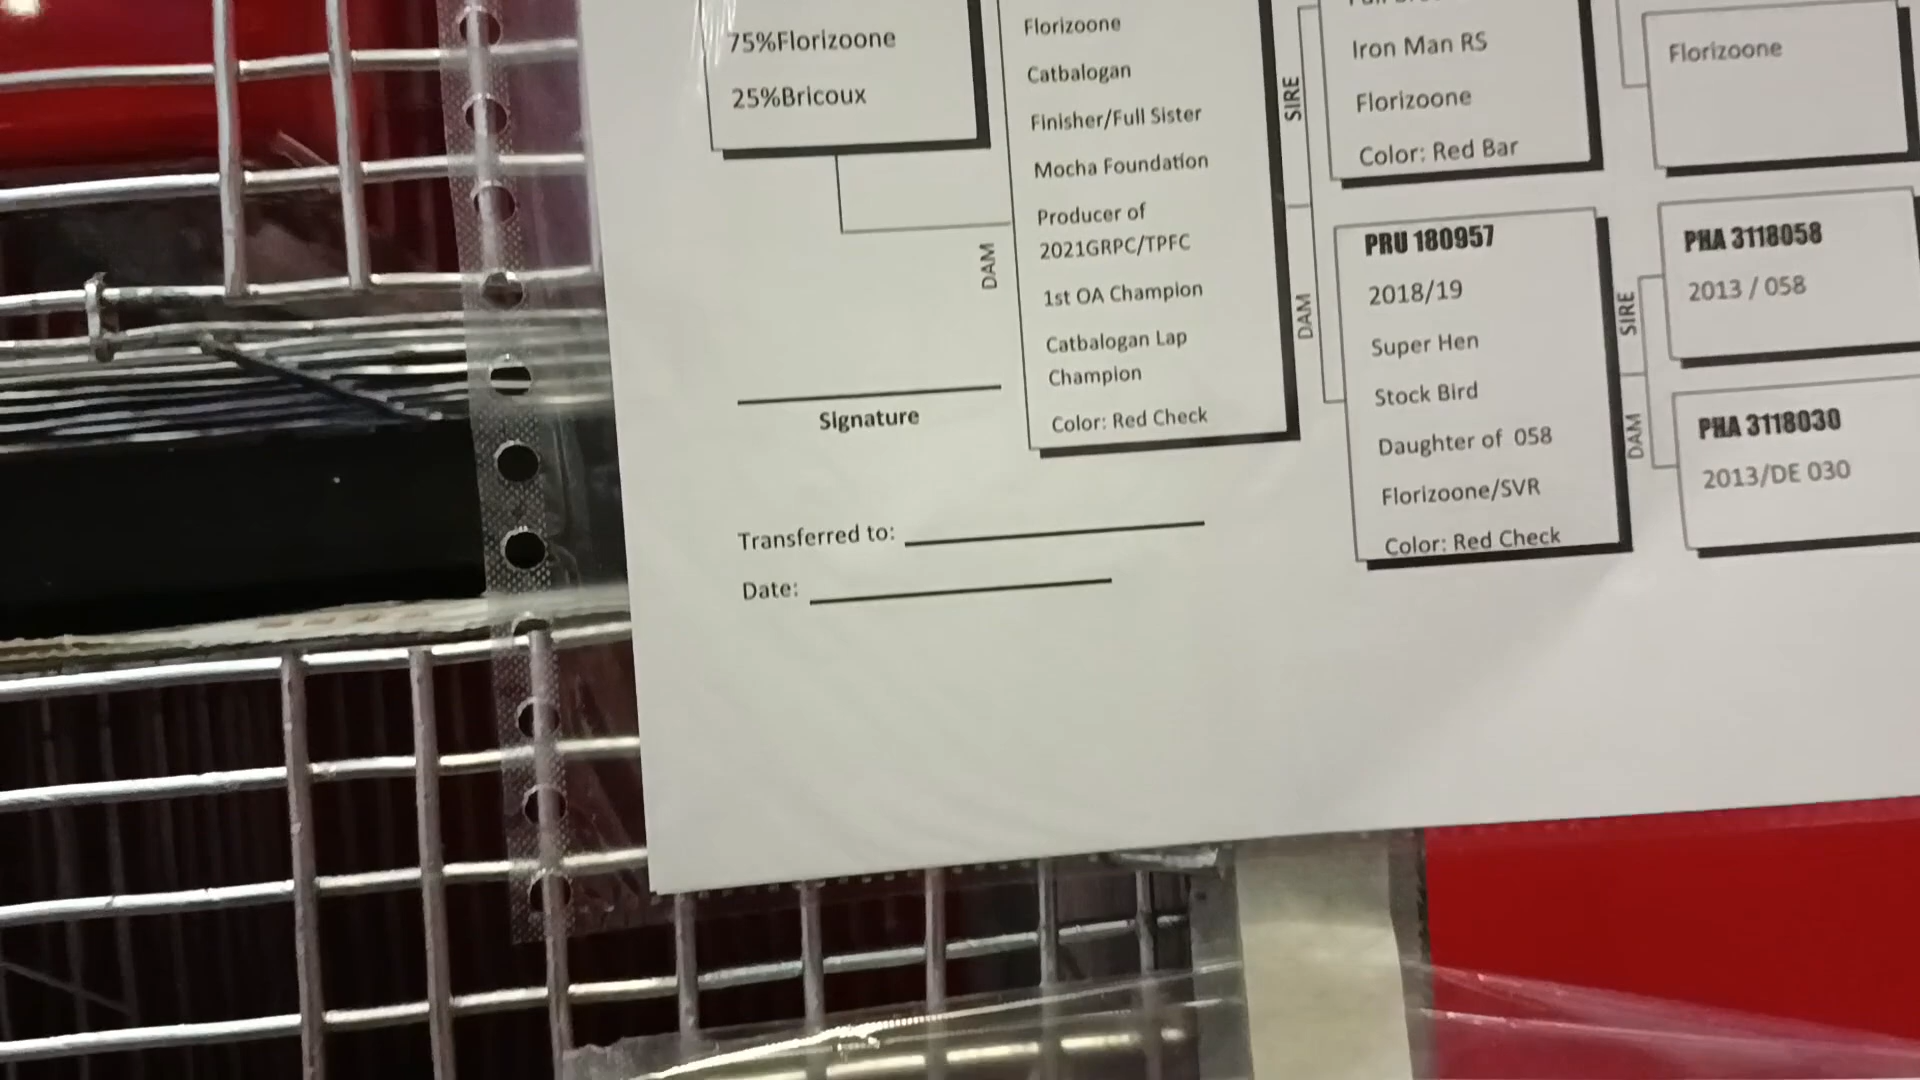 75%Florizoone
25%Bricoux
DAM
Florizoone
Catbalogan
Finisher/Full Sister
Mocha Foundation
Producer of
2021GRPC/TPFC
1st OA Champion
Catbalogan Lap
Champion
Color: Red Check
SIRE
Iron Man RS
Florizoone
Color: Red Bar
DAM
PRU 180957
2018/19
Super Hen
Stock Bird
Daughter of 058
Florizoone/SVR
Color: Red Check
Florizoone
SIRE
PHA 3118058
2013 / 058
DAM
PHA 3118030
2013/DE 030
Signature
Transferred to:
Date: